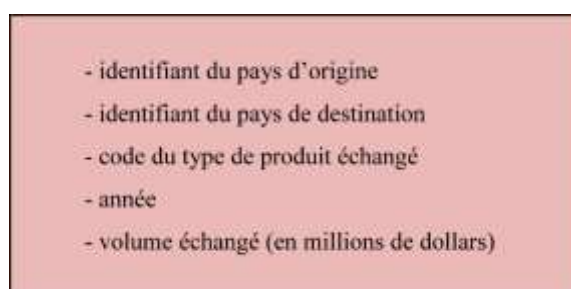 - identifiant du pays d’origine
- identifiant du pays de destination
- code du type de produit échangé
- année
- volume échangé (en millions de dollars)